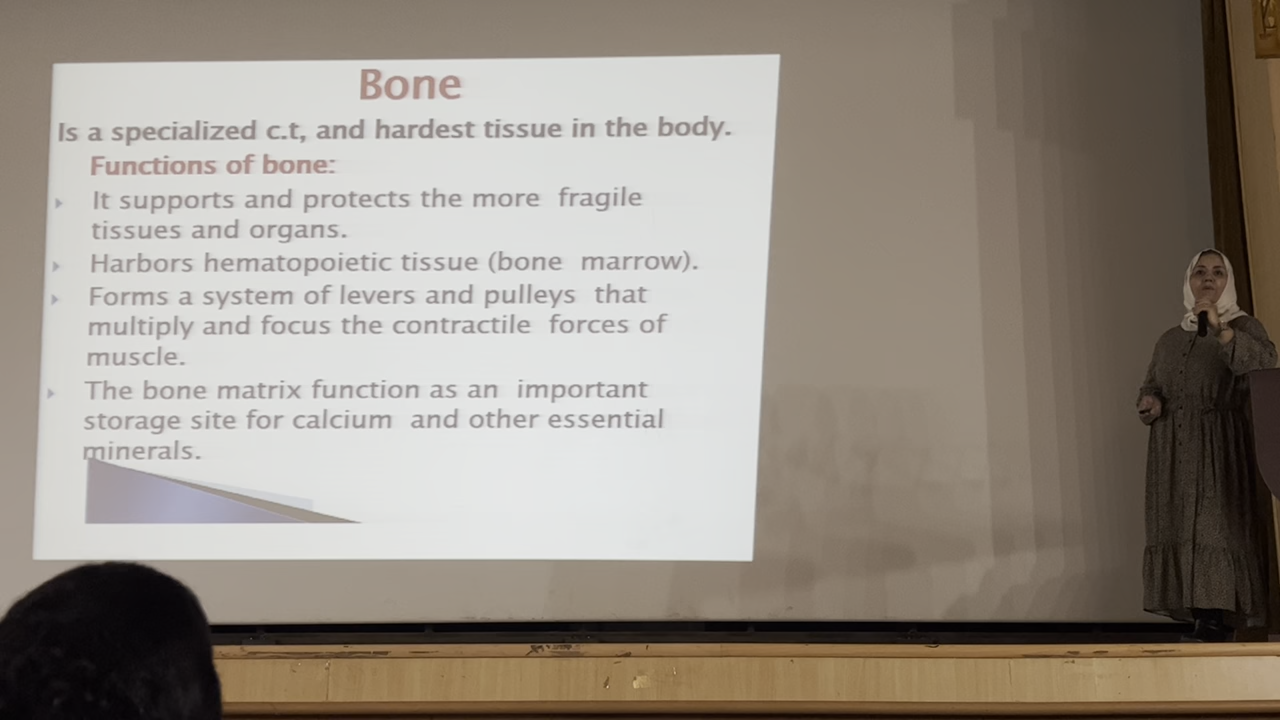 Bone
Is a specialized c.t, and hardest tissue in the body.
Functions of bone:
It supports and protects the more fragile
tissues and organs.
Harbors hematopoietic tissue (bone marrow).
Forms a system of levers and pulleys that
multiply and focus the contractile forces of
muscle.
The bone matrix function as an important
storage site for calcium and other essential
minerals.